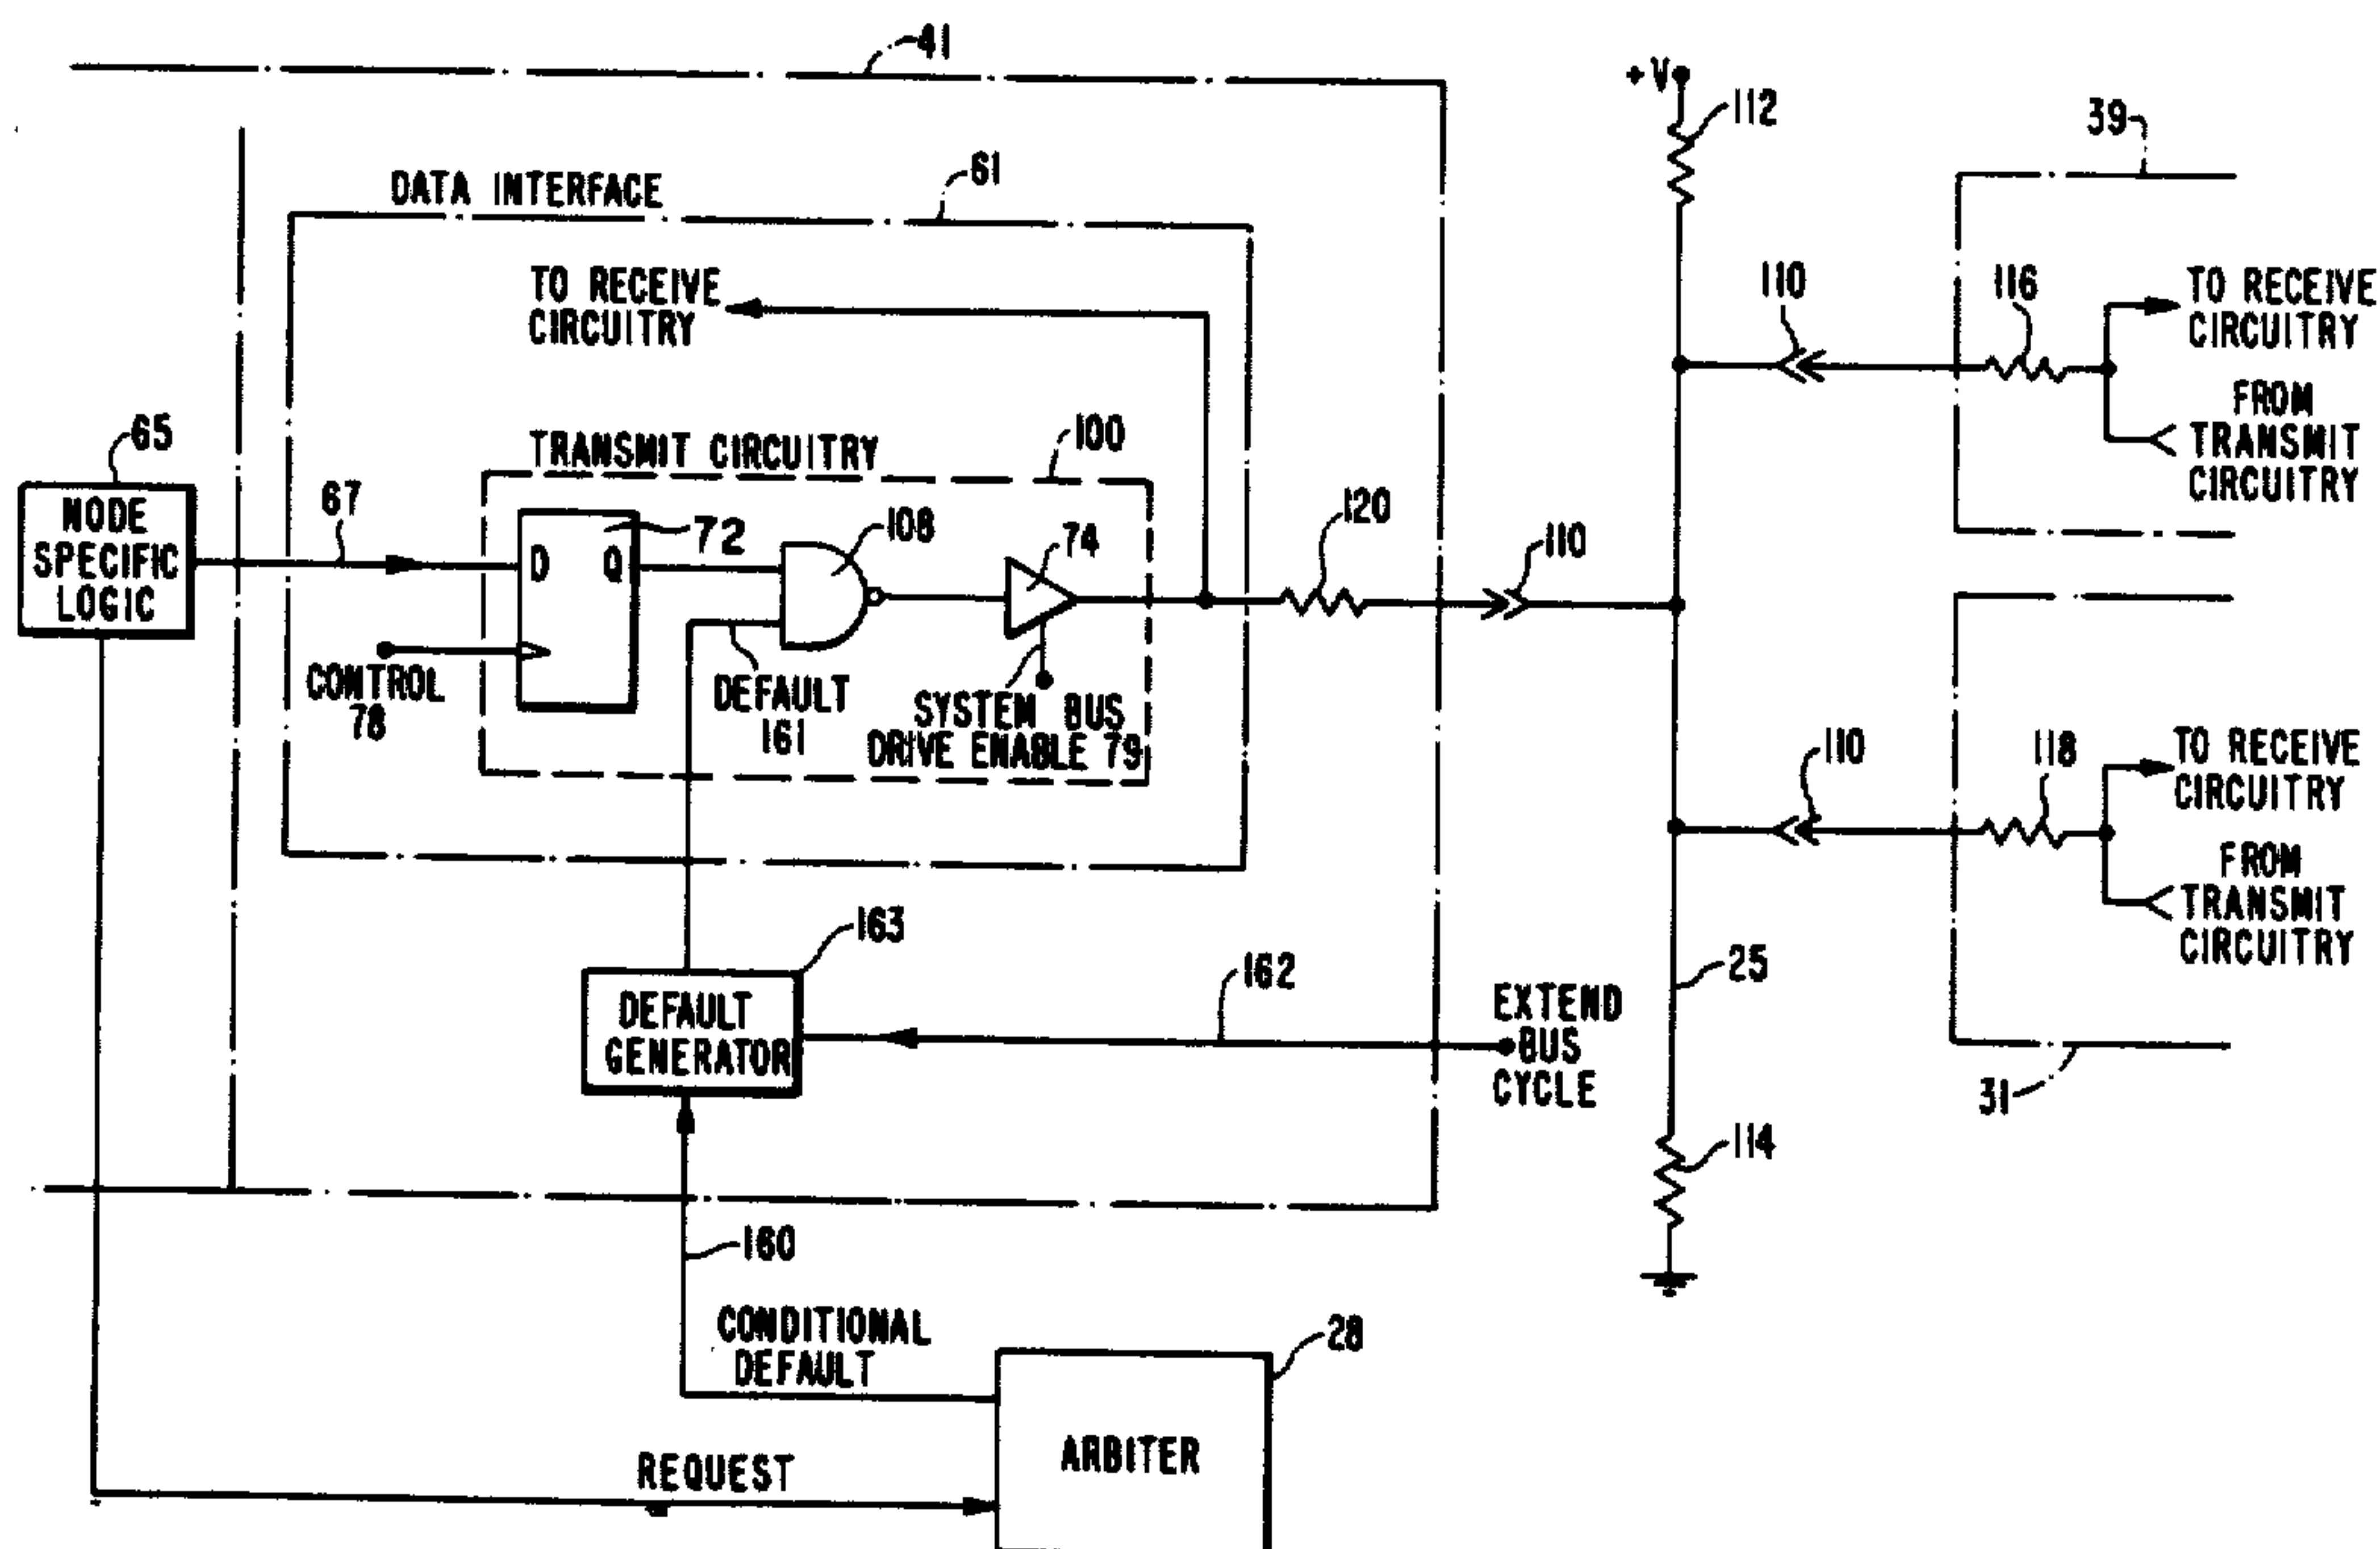 41
+V
112
39
DATA INTERFACE
61
TO RECEIVE
CIRCUITRY
110
116
TO RECEIVE
CIRCUITRY
FROM
TRANSMIT
CIRCUITRY
65
NODE
SPECIFIC
LOGIC
67
TRANSMIT CIRCUITRY
100
D
Q
72
108
74
120
110
CONTROL
78
DEFAULT
161
SYSTEM BUS
DRIVE ENABLE 79
110
118
TO RECEIVE
CIRCUITRY
FROM
TRANSMIT
CIRCUITRY
163
DEFAULT
GENERATOR
162
EXTEND
BUS
CYCLE
25
31
114
160
CONDITIONAL
DEFAULT
28
ARBITER
REQUEST